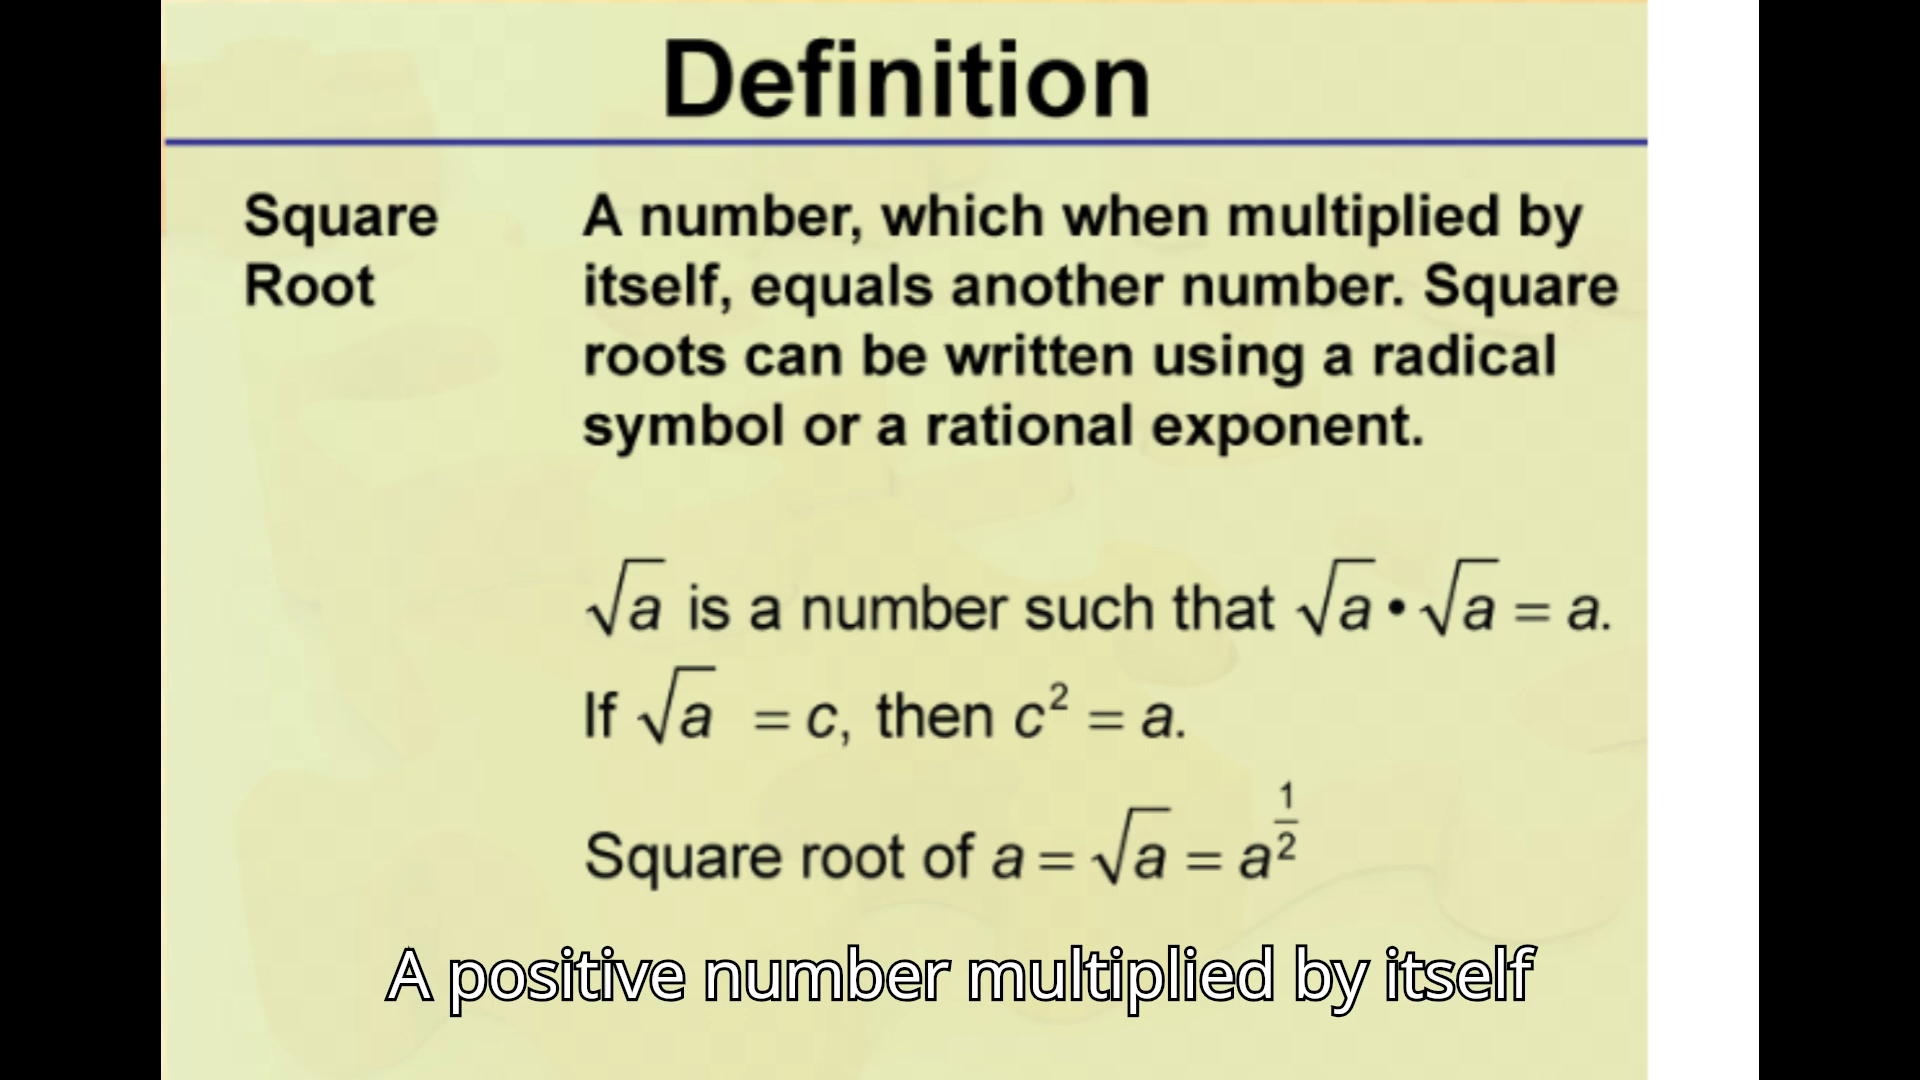 Definition
Square
Root
A number, which when multiplied by
itself, equals another number. Square
roots can be written using a radical
symbol or a rational exponent.
√a is a number such that √a • √a = a.
If √a = c, then c² = a.
Square root of a = √a = a^(1/2)
A positive number multiplied by itself